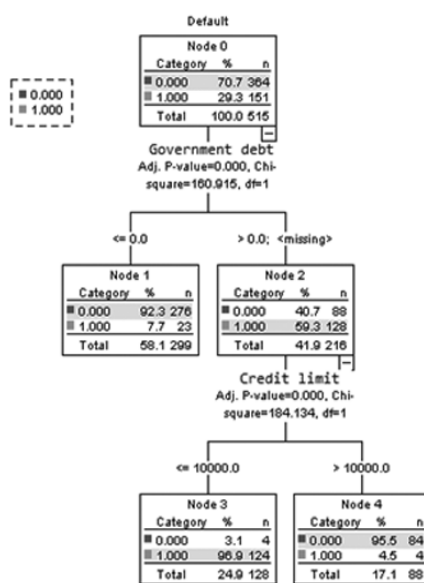 Default
0.000
1.000
Node 0
Category % n
0.000 70.7 364
1.000 29.3 151
Total 100.0 515
Government debt
Adj. P-value=0.000, Chi-
square=160.915, df=1
<= 0.0
> 0.0; <missing>
Node 1
Category % n
0.000 92.3 276
1.000 7.7 23
Total 58.1 299
Node 2
Category % n
0.000 40.7 88
1.000 59.3 128
Total 41.9 216
Credit limit
Adj. P-value=0.000, Chi-
square=184.134, df=1
<= 10000.0
> 10000.0
Node 3
Category % n
0.000 3.1 4
1.000 96.9 124
Total 24.9 128
Node 4
Category % n
0.000 95.5 84
1.000 4.5 4
Total 17.1 88